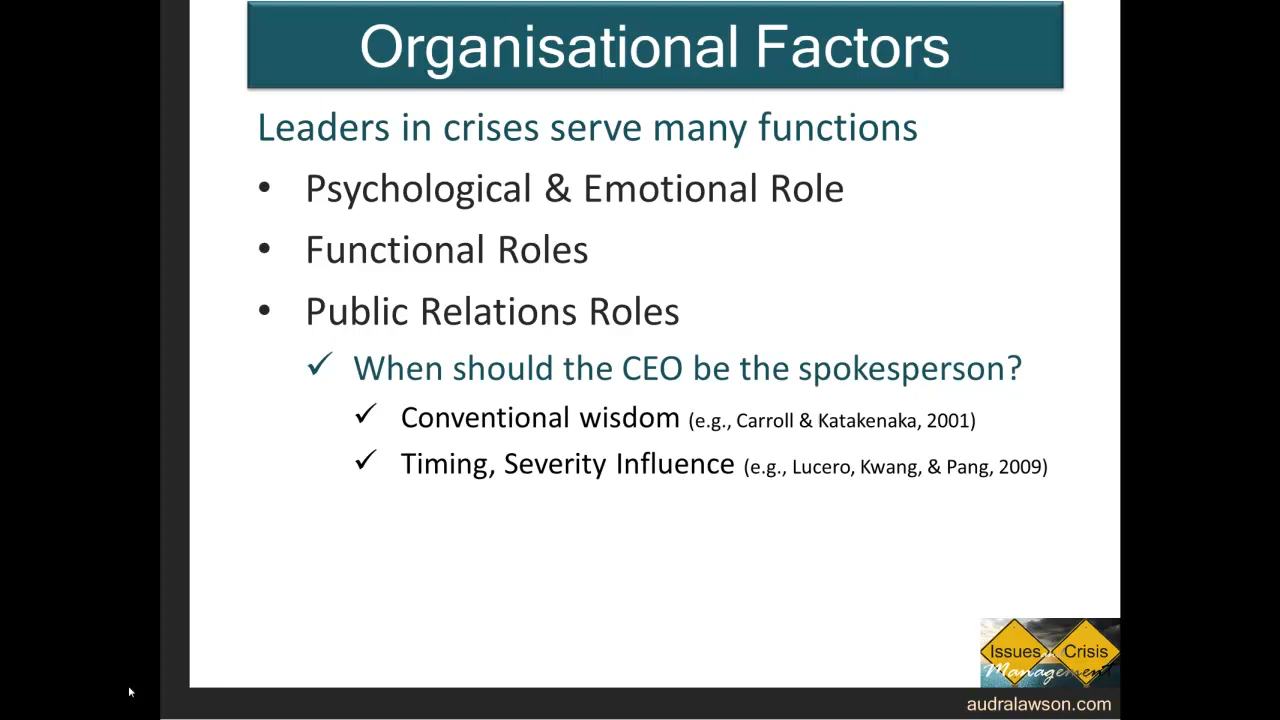 Organisational Factors
Leaders in crises serve many functions
• Psychological & Emotional Role
• Functional Roles
• Public Relations Roles
✓ When should the CEO be the spokesperson?
✓ Conventional wisdom (e.g., Carroll & Katakenaka, 2001)
✓ Timing, Severity Influence (e.g., Lucero, Kwang, & Pang, 2009)
Issues Crisis
Management
audralawson.com